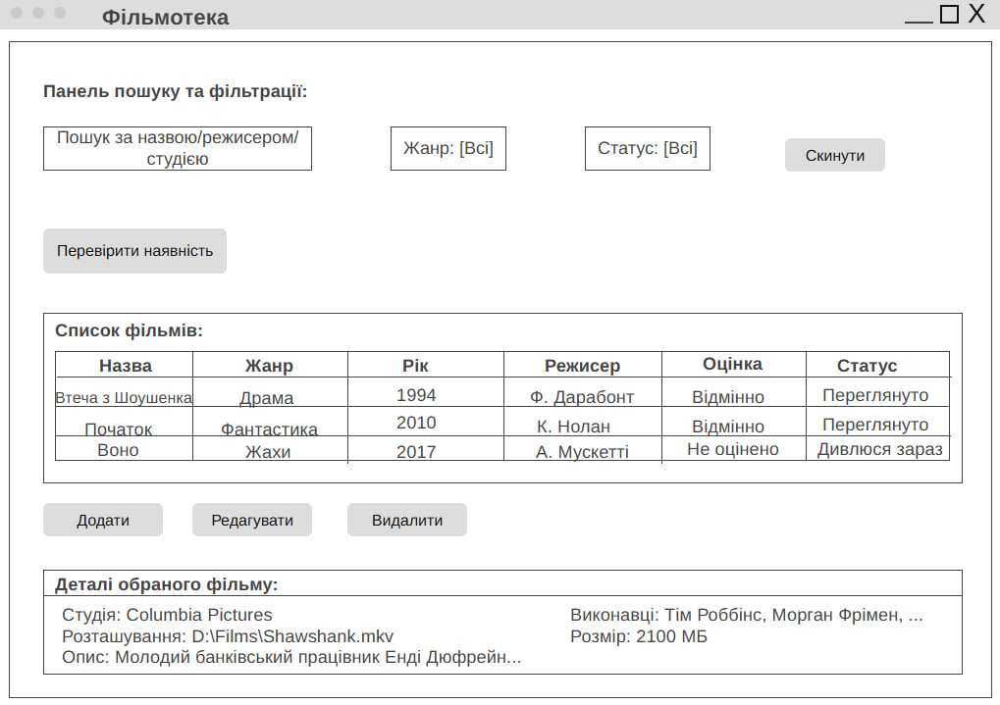 Фільмотека
X
Панель пошуку та фільтрації:
Пошук за назвою/режисером/
студією
Жанр: [Всі]
Статус: [Всі]
Скинути
Перевірити наявність
Список фільмів:
Назва Жанр Рік Режисер Оцінка Статус
Втеча з Шоушенка Драма 1994 Ф. Дарабонт Відмінно Переглянуто
Початок Фантастика 2010 К. Нолан Відмінно Переглянуто
Воно Жахи 2017 А. Мускетті Не оцінено Дивлюся зараз
Додати Редагувати Видалити
Деталі обраного фільму:
Студія: Columbia Pictures Виконавці: Тім Роббінс, Морган Фрімен, ...
Розташування: D:\Films\Shawshank.mkv Розмір: 2100 МБ
Опис: Молодий банківський працівник Енді Дюфрейн...